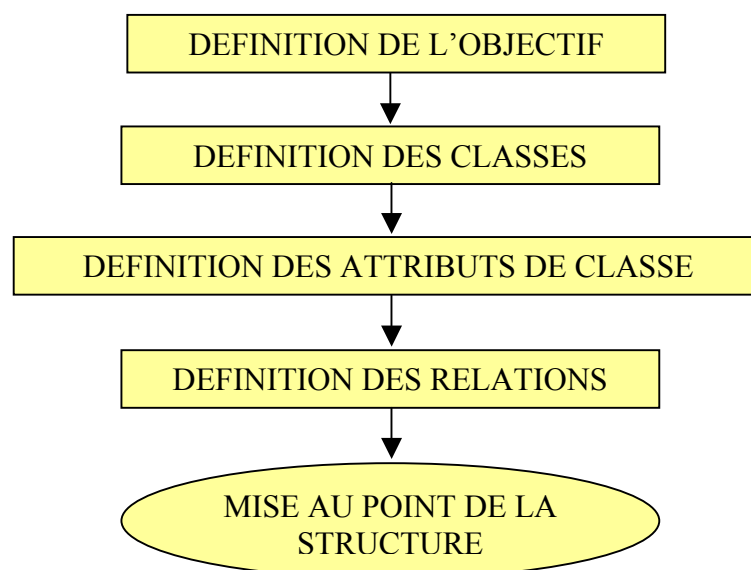 DEFINITION DE L’OBJECTIF
DEFINITION DES CLASSES
DEFINITION DES ATTRIBUTS DE CLASSE
DEFINITION DES RELATIONS
MISE AU POINT DE LA
STRUCTURE